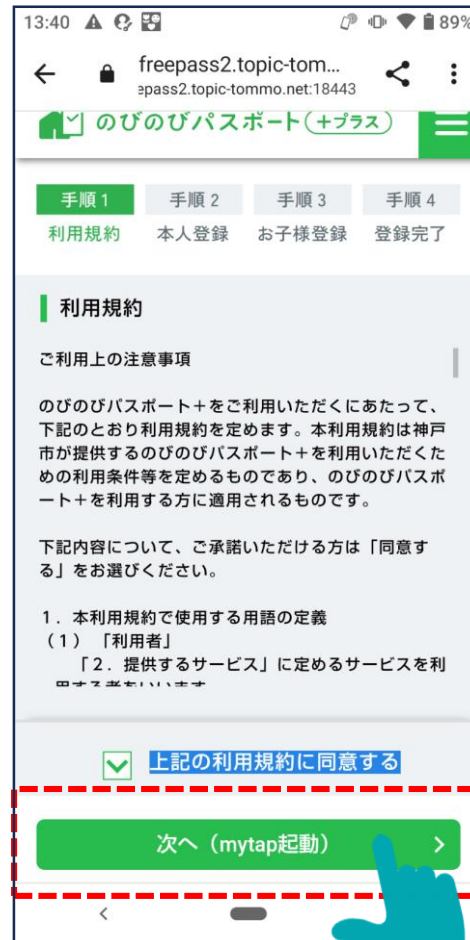 13:40
89%
freepass2.topic-tom...
epass2.topic-tommo.net:18443
のびのびパスポート(+プラス)
手順1 手順2 手順3 手順4
利用規約 本人登録 お子様登録 登録完了
利用規約
ご利用上の注意事項
のびのびパスポート+をご利用いただくにあたって、
下記のとおり利用規約を定めます。本利用規約は神戸
市が提供するのびのびパスポート+を利用いただくた
めの利用条件等を定めるものであり、のびのびパスポ
ート+を利用する方に適用されるものです。
下記内容について、ご承諾いただける方は「同意す
る」をお選びください。
1．本利用規約で使用する用語の定義
(1) 「利用者」
「2．提供するサービス」に定めるサービスを利
用する者をいいます
上記の利用規約に同意する
次へ（mytap起動）